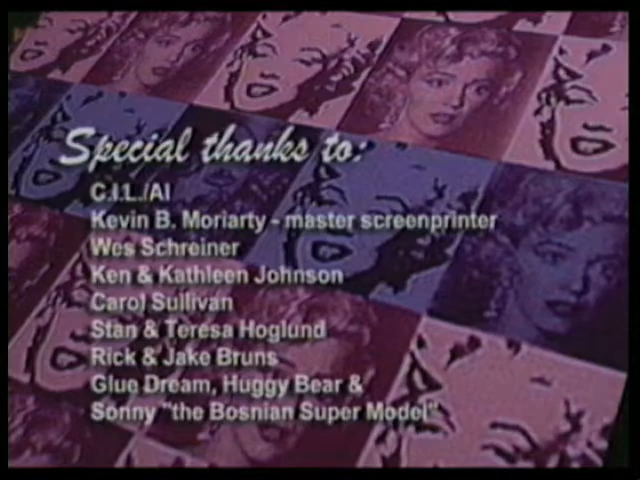 Special thanks to:
C.I.L./AI
Kevin B. Moriarty - master screenprinter
Wes Schreiner
Ken & Kathleen Johnson
Carol Sullivan
Stan & Teresa Hoglund
Rick & Jake Bruns
Glue Dream, Huggy Bear &
Sonny "the Bosnian Super Model"